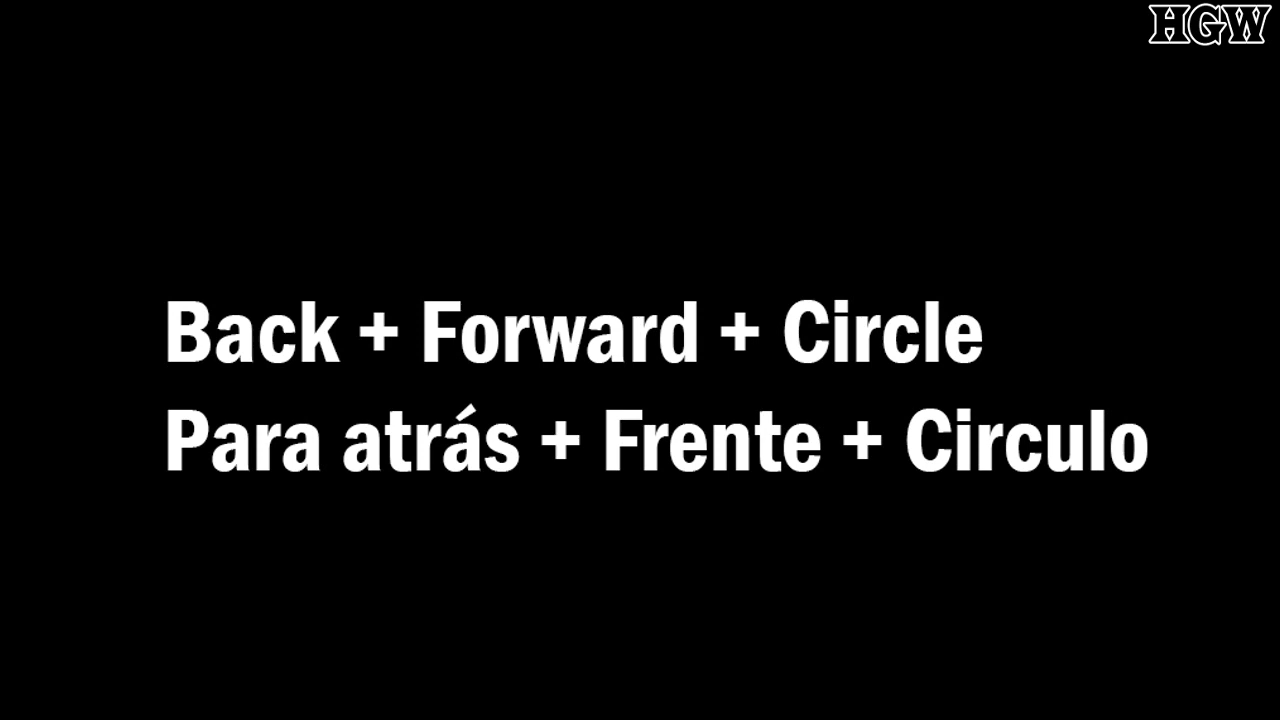 HGW
Back + Forward + Circle
Para atrás + Frente + Circulo